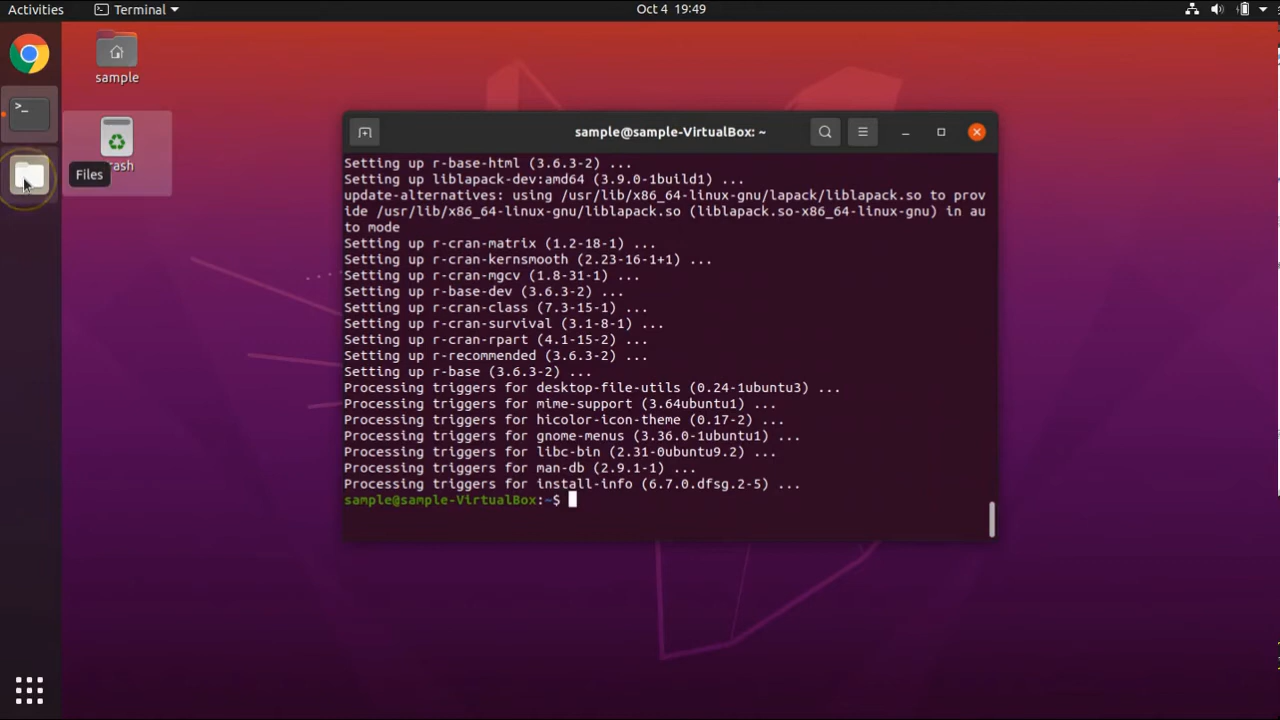 Activities
Terminal
Oct 4 19:49
sample
Files
sample@sample-VirtualBox: ~
Setting up r-base-html (3.6.3-2) ...
Setting up liblapack-dev:amd64 (3.9.0-1build1) ...
update-alternatives: using /usr/lib/x86_64-linux-gnu/lapack/liblapack.so to prov
ide /usr/lib/x86_64-linux-gnu/liblapack.so (liblapack.so-x86_64-linux-gnu) in au
to mode
Setting up r-cran-matrix (1.2-18-1) ...
Setting up r-cran-kernsmooth (2.23-16-1+1) ...
Setting up r-cran-mgcv (1.8-31-1) ...
Setting up r-base-dev (3.6.3-2) ...
Setting up r-cran-class (7.3-15-1) ...
Setting up r-cran-survival (3.1-8-1) ...
Setting up r-cran-rpart (4.1-15-2) ...
Setting up r-recommended (3.6.3-2) ...
Setting up r-base (3.6.3-2) ...
Processing triggers for desktop-file-utils (0.24-1ubuntu3) ...
Processing triggers for mime-support (3.64ubuntu1) ...
Processing triggers for hicolor-icon-theme (0.17-2) ...
Processing triggers for gnome-menus (3.36.0-1ubuntu1) ...
Processing triggers for libc-bin (2.31-0ubuntu9.2) ...
Processing triggers for man-db (2.9.1-1) ...
Processing triggers for install-info (6.7.0.dfsg.2-5) ...
sample@sample-VirtualBox:~$